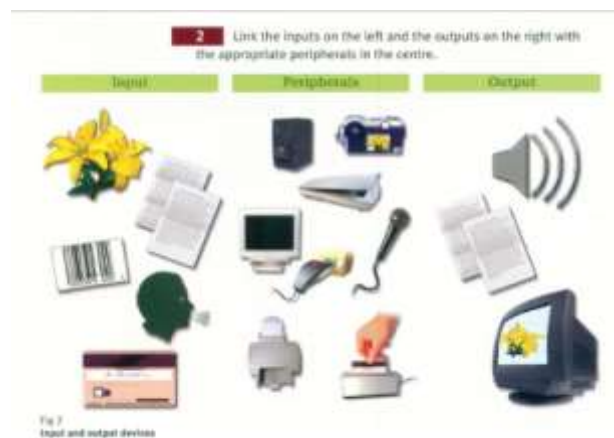 2 Link the inputs on the left and the outputs on the right with
the appropriate peripherals in the centre.
Input Peripherals Output
Fig 7
Input and output devices